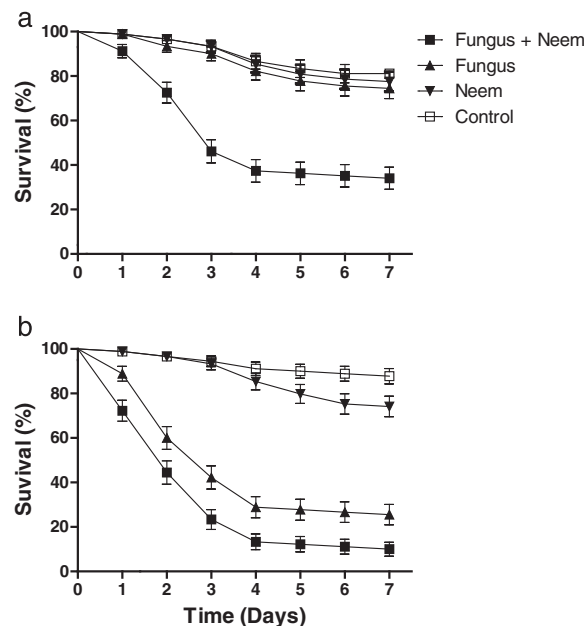 a
100
80
60
40
20
0
Survival (%)
0 1 2 3 4 5 6 7
Fungus + Neem
Fungus
Neem
Control
b
100
80
60
40
20
0
Suvival (%)
0 1 2 3 4 5 6 7
Time (Days)